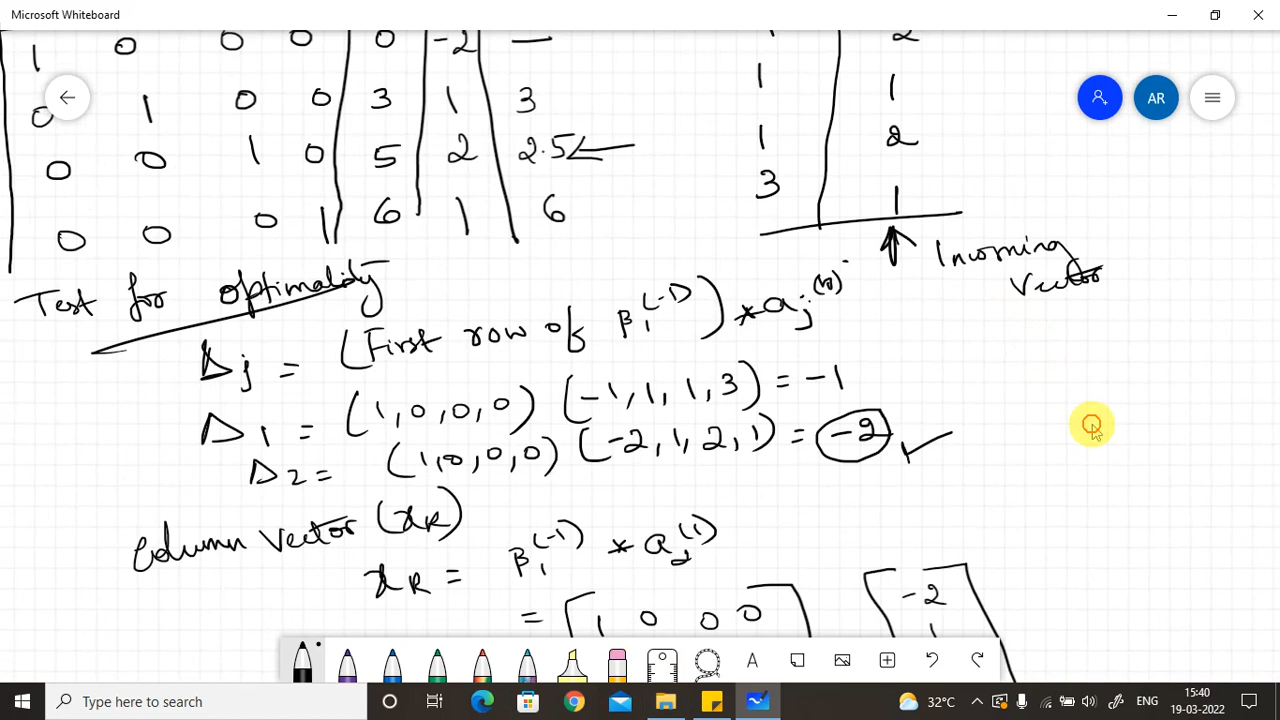 Microsoft Whiteboard
1 0 0 0 0 -2 —
0 1 0 0 3 1 3
0 0 1 0 5 2 2.5
0 0 0 1 6 1 6
2
1 1
1 2
3 1
Incoming
Vector
AR
Test for optimality
Δj = (First row of β1^(-1)) * aj
Δ1 = (1,0,0,0) (-1,1,1,3) = -1
Δ2 = (1,0,0,0) (-2,1,2,1) = -2 ✓
Column Vector (xR)
xR = β1^(-1) * a2^(1)
= [1 0 0 0
-2
1
A
Type here to search
32°C
ENG
15:40
19-03-2022